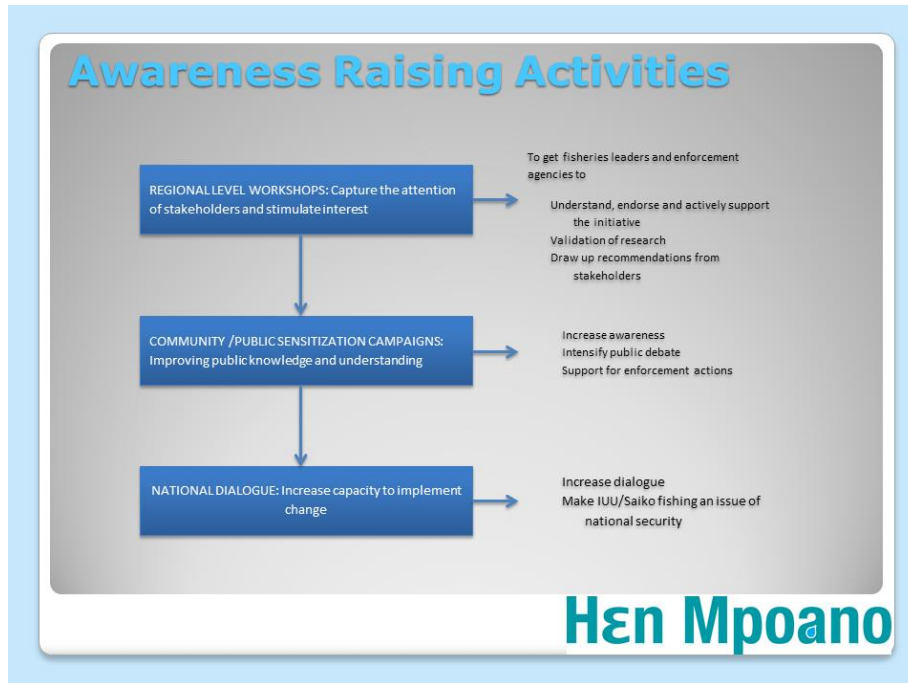 Awareness Raising Activities
REGIONAL LEVEL WORKSHOPS: Capture the attention
of stakeholders and stimulate interest
To get fisheries leaders and enforcement
agencies to
Understand, endorse and actively support
the initiative
Validation of research
Draw up recommendations from
stakeholders
COMMUNITY /PUBLIC SENSITIZATION CAMPAIGNS:
Improving public knowledge and understanding
Increase awareness
Intensify public debate
Support for enforcement actions
NATIONAL DIALOGUE: Increase capacity to implement
change
Increase dialogue
Make IUU/Saiko fishing an issue of
national security
Hɛn Mpoano